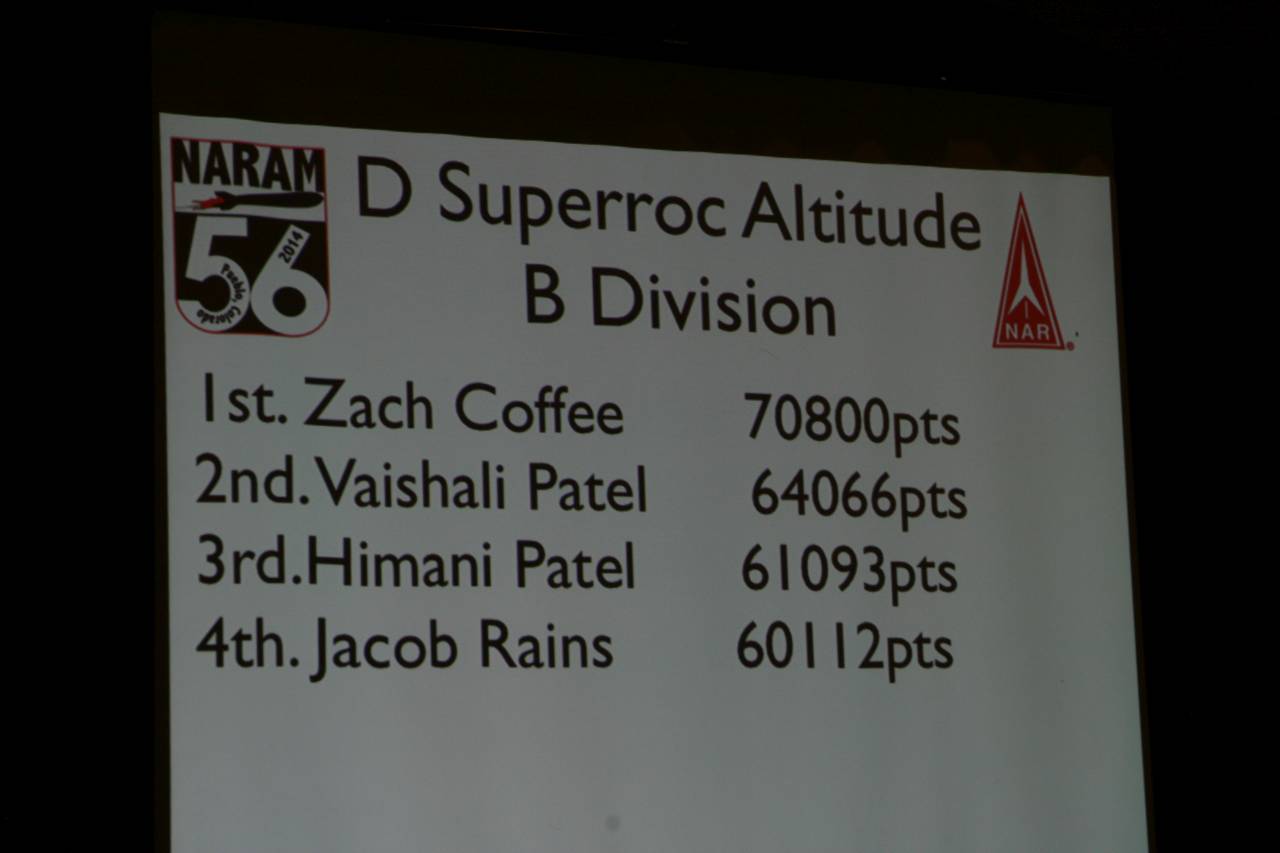 NARAM
56
2014
Pueblo, Colorado
D Superroc Altitude
B Division
NAR
1st. Zach Coffee 70800pts
2nd. Vaishali Patel 64066pts
3rd. Himani Patel 61093pts
4th. Jacob Rains 60112pts